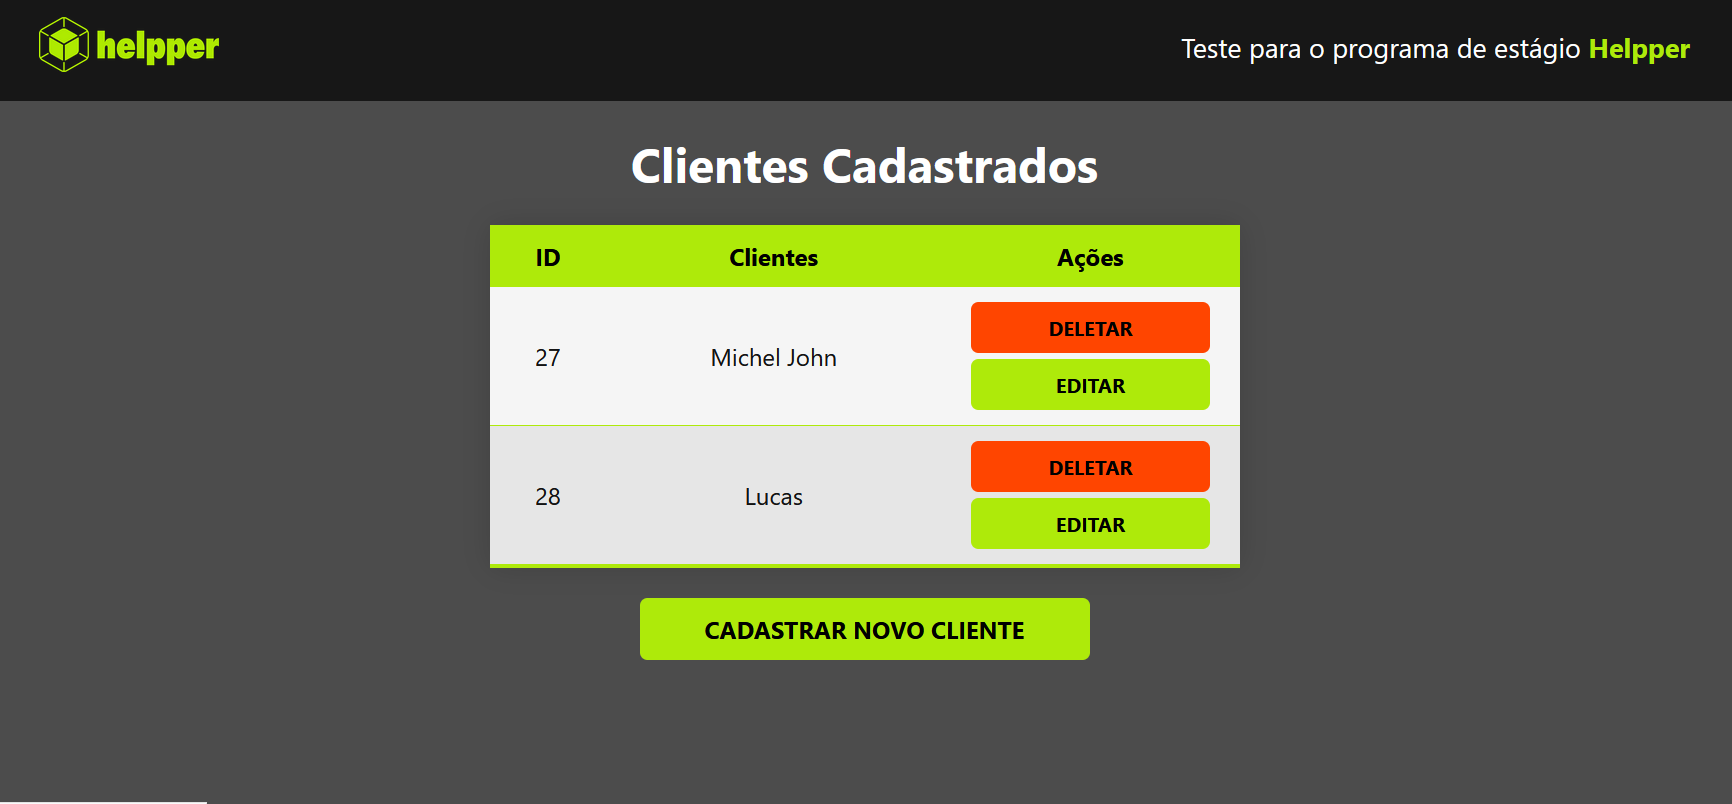 helpper
Teste para o programa de estágio Helpper
Clientes Cadastrados
ID Clientes Ações
27 Michel John DELETAR
EDITAR
28 Lucas DELETAR
EDITAR
CADASTRAR NOVO CLIENTE